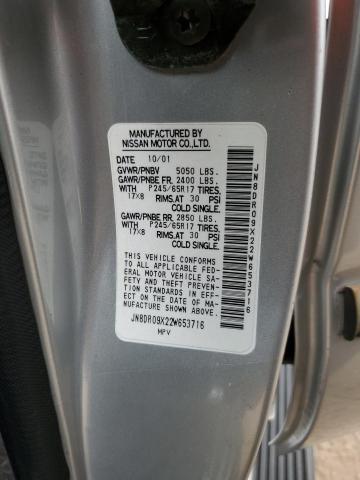 MANUFACTURED BY
NISSAN MOTOR CO.,LTD.
DATE 10/01
GVWR/PNBV 5050 LBS.
GAWR/PNBE FR, 2400 LBS.
WITH P245/65R17 TIRES,
17X8 RIMS,AT 30 PSI
COLD SINGLE.
GAWR/PNBE RR, 2850 LBS.
WITH P245/65R17 TIRES,
17X8 RIMS,AT 30 PSI
COLD SINGLE.
THIS VEHICLE CONFORMS
TO ALL APPLICABLE FEDE-
RAL MOTOR VEHICLE SA-
FETY AND THEFT PREVEN-
TION STANDARDS IN EFF-
ECT ON THE DATE OF MA-
NUFACTURE SHOWN ABOVE.
JN8DR09X22W653716
MPV
JN8DR09X22W653716